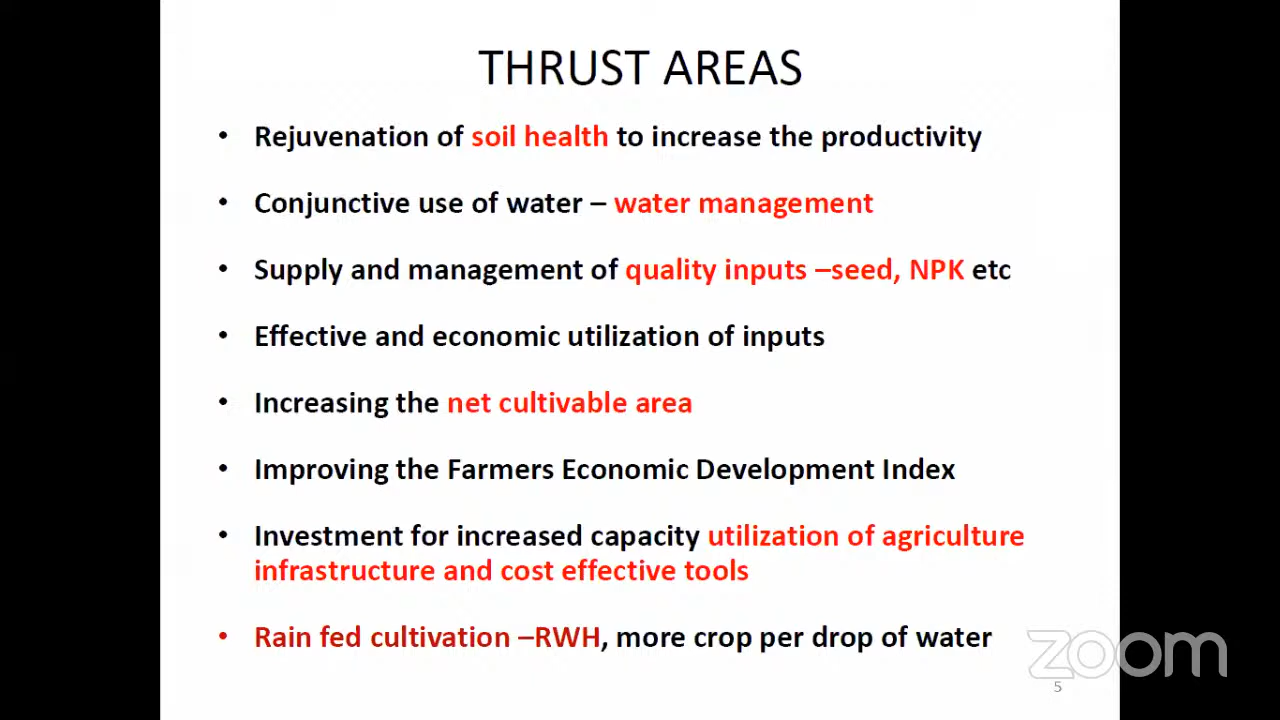 THRUST AREAS
• Rejuvenation of soil health to increase the productivity
• Conjunctive use of water – water management
• Supply and management of quality inputs –seed, NPK etc
• Effective and economic utilization of inputs
• Increasing the net cultivable area
• Improving the Farmers Economic Development Index
• Investment for increased capacity utilization of agriculture
infrastructure and cost effective tools
• Rain fed cultivation –RWH, more crop per drop of water
zoom
5